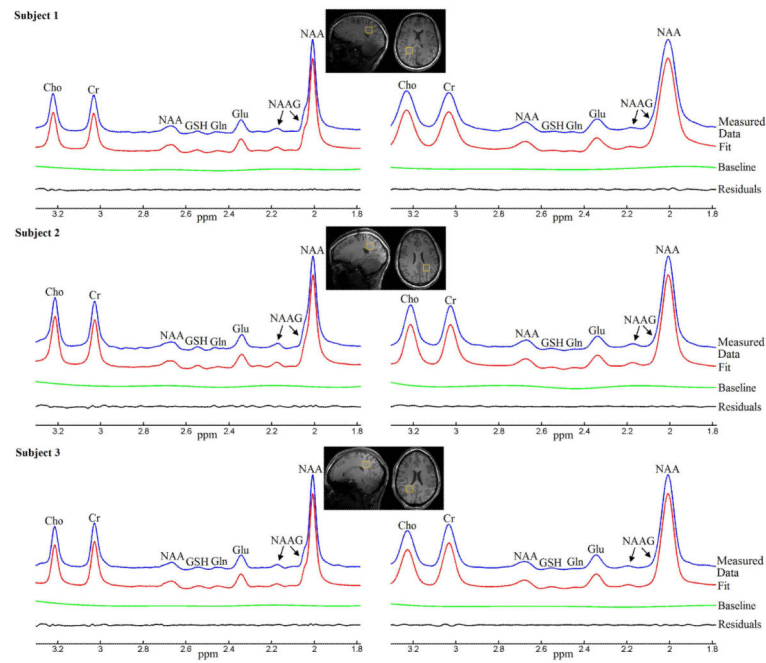 Subject 1
NAA
NAA
Cho
Cr
NAA
GSH
Gln
Glu
NAAG
Cho
Cr
NAA
GSH
Gln
Glu
NAAG
Measured
Data
Fit
Baseline
Residuals
3.2 3 2.8 2.6 2.4 2.2 2 1.8
ppm
3.2 3 2.8 2.6 2.4 2.2 2 1.8
ppm
Subject 2
NAA
NAA
Cho
Cr
NAA
GSH
Gln
Glu
NAAG
Cho
Cr
NAA
GSH
Gln
Glu
NAAG
Measured
Data
Fit
Baseline
Residuals
3.2 3 2.8 2.6 2.4 2.2 2 1.8
ppm
3.2 3 2.8 2.6 2.4 2.2 2 1.8
ppm
Subject 3
NAA
NAA
Cho
Cr
NAA
GSH
Gln
Glu
NAAG
Cho
Cr
NAA
GSH
Gln
Glu
NAAG
Measured
Data
Fit
Baseline
Residuals
3.2 3 2.8 2.6 2.4 2.2 2 1.8
ppm
3.2 3 2.8 2.6 2.4 2.2 2 1.8
ppm